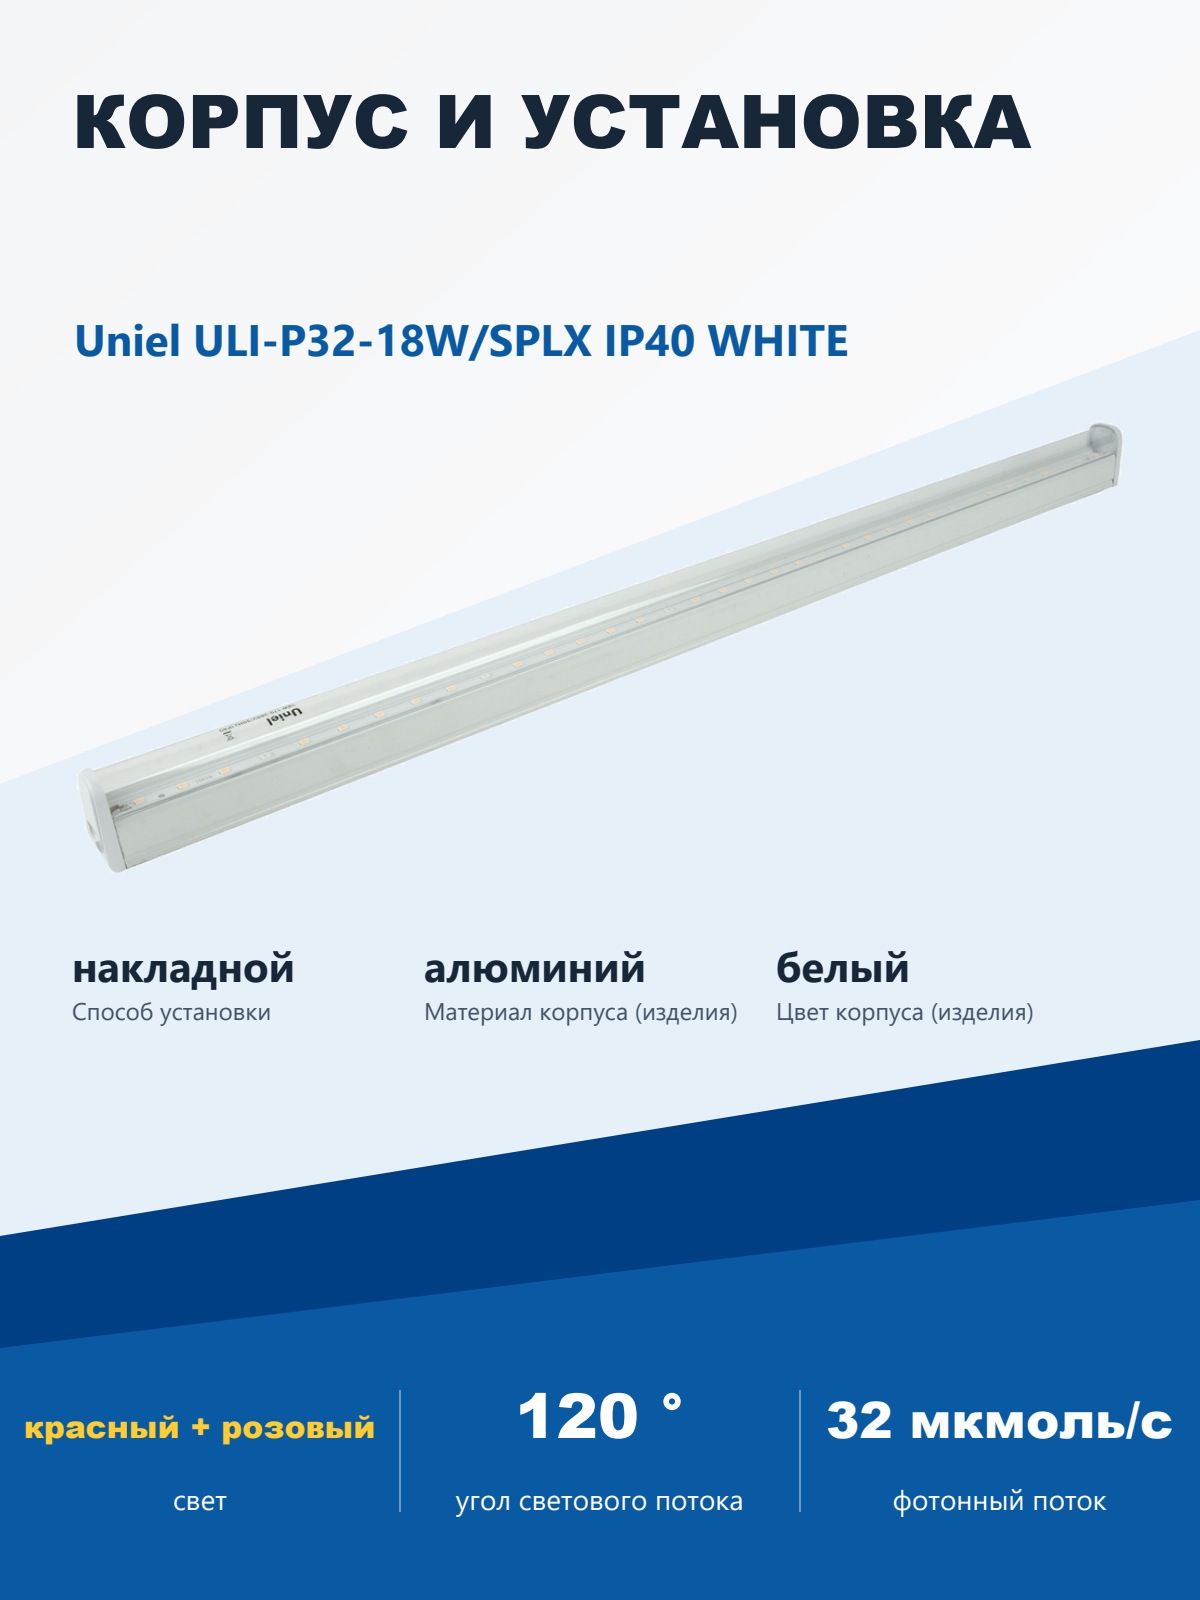 КОРПУС И УСТАНОВКА
Uniel ULI-P32-18W/SPLX IP40 WHITE
Uniel
накладной
алюминий
белый
Способ установки
Материал корпуса (изделия)
Цвет корпуса (изделия)
красный + розовый
120 °
32 мкмоль/с
свет
угол светового потока
фотонный поток